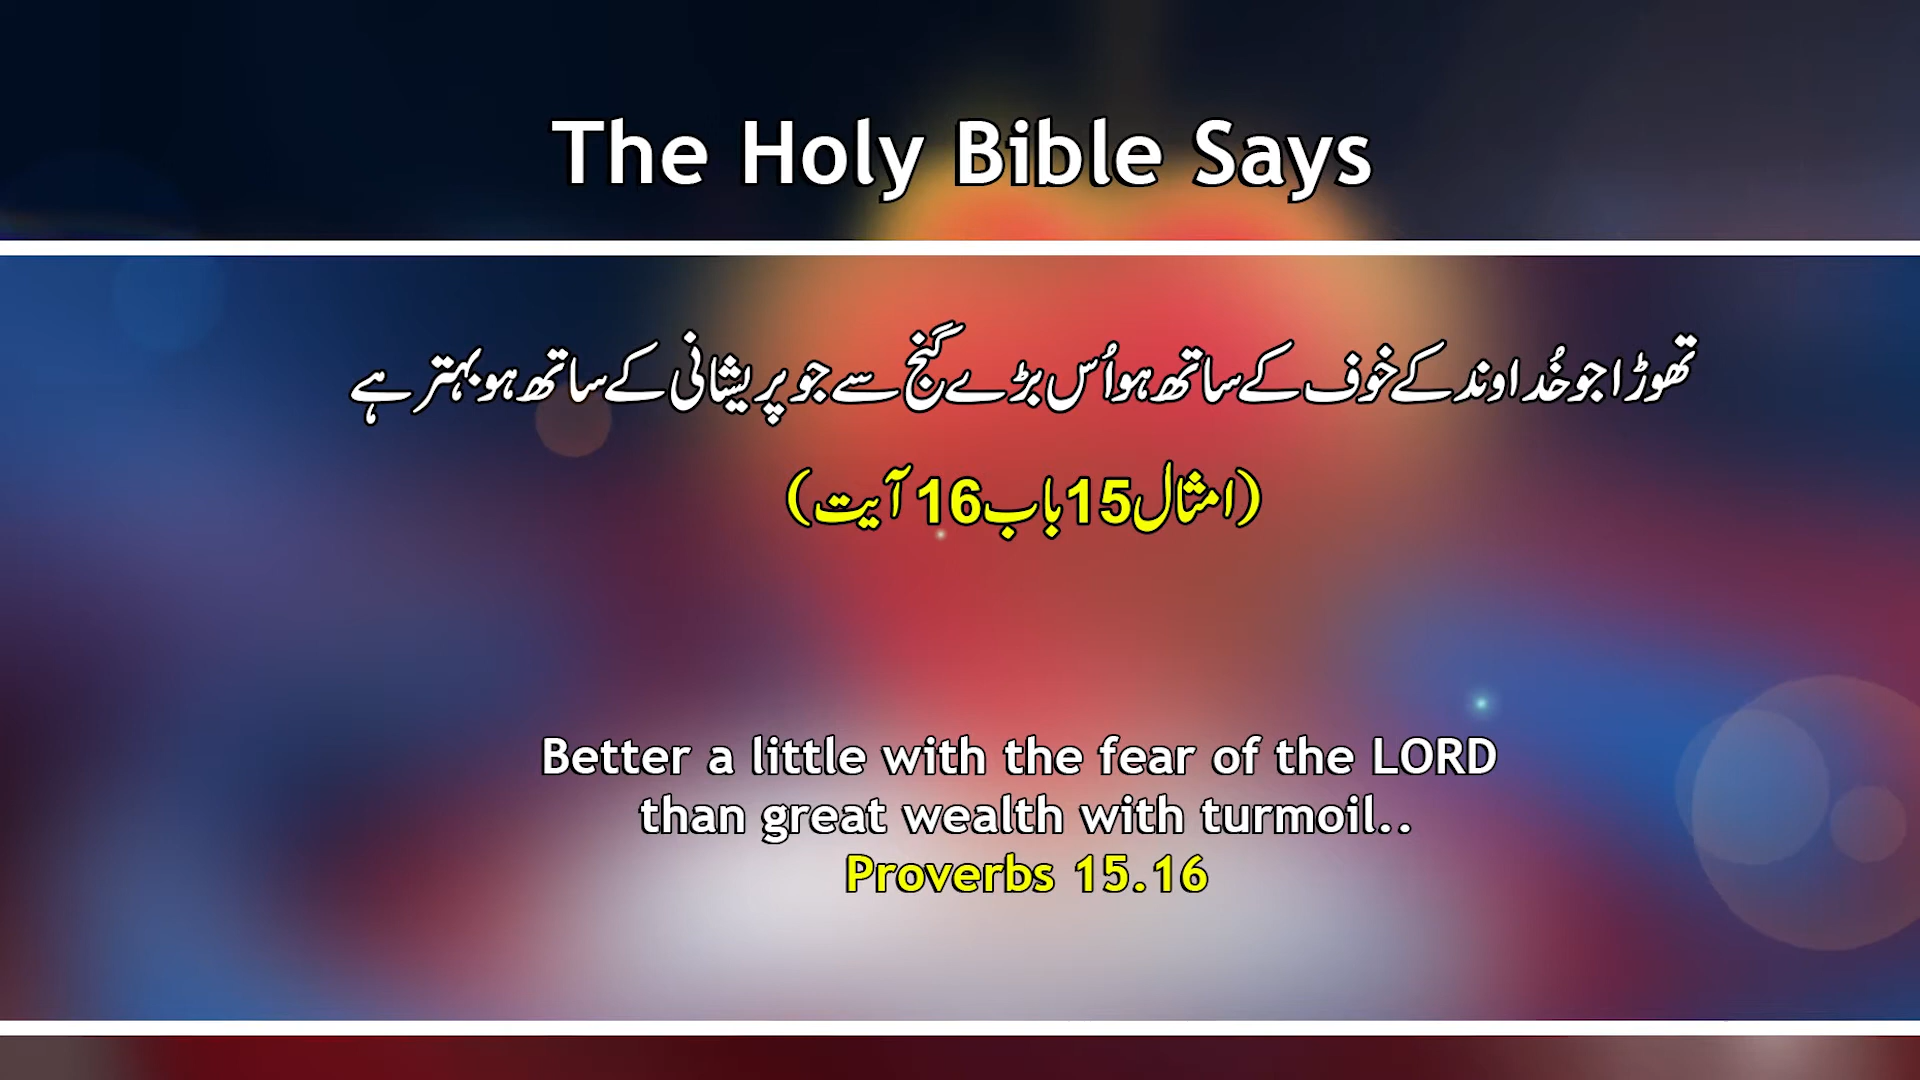 The Holy Bible Says
تھوڑا جو خُداوند کے خوف کے ساتھ ہو اُس بڑے گنج سے جو پریشانی کے ساتھ ہو بہتر ہے
(امثال 15 باب 16 آیت)
Better a little with the fear of the LORD
than great wealth with turmoil..
Proverbs 15.16